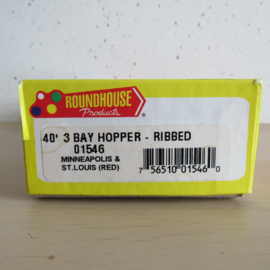 ROUNDHOUSE
Products
40' 3 BAY HOPPER - RIBBED
01546
MINNEAPOLIS &
ST.LOUIS (RED)
7 56510 01546 0